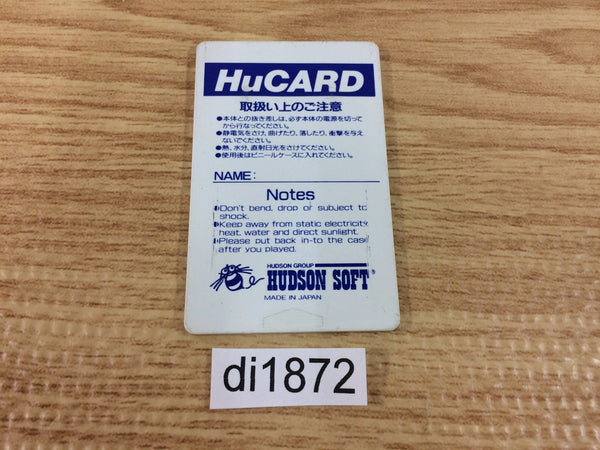 HuCARD
取扱い上のご注意
●本体との抜き差しは、必ず本体の電源を切って
から行なってください。
●静電気をさけ、曲げたり、落したり、衝撃を与え
ないでください。
●熱、水分、直射日光をさけてください。
●使用後はビニールケースに入れてください。
NAME:
Notes
●Don't bend, drop or subject to
shock.
●Keep away from static electricity,
heat, water and direct sunlight.
●Please put back in-to the case
after you played.
HUDSON GROUP
HUDSON SOFT®
MADE IN JAPAN
di1872